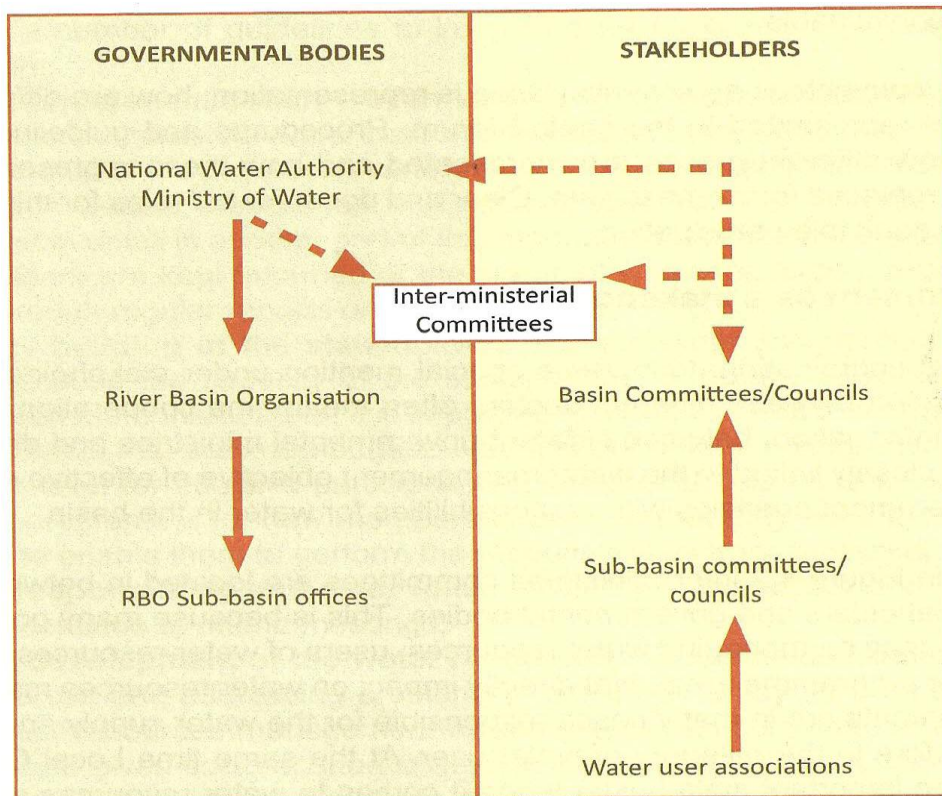 GOVERNMENTAL BODIES
STAKEHOLDERS
National Water Authority
Ministry of Water
Inter-ministerial
Committees
River Basin Organisation
Basin Committees/Councils
Sub-basin committees/
councils
RBO Sub-basin offices
Water user associations